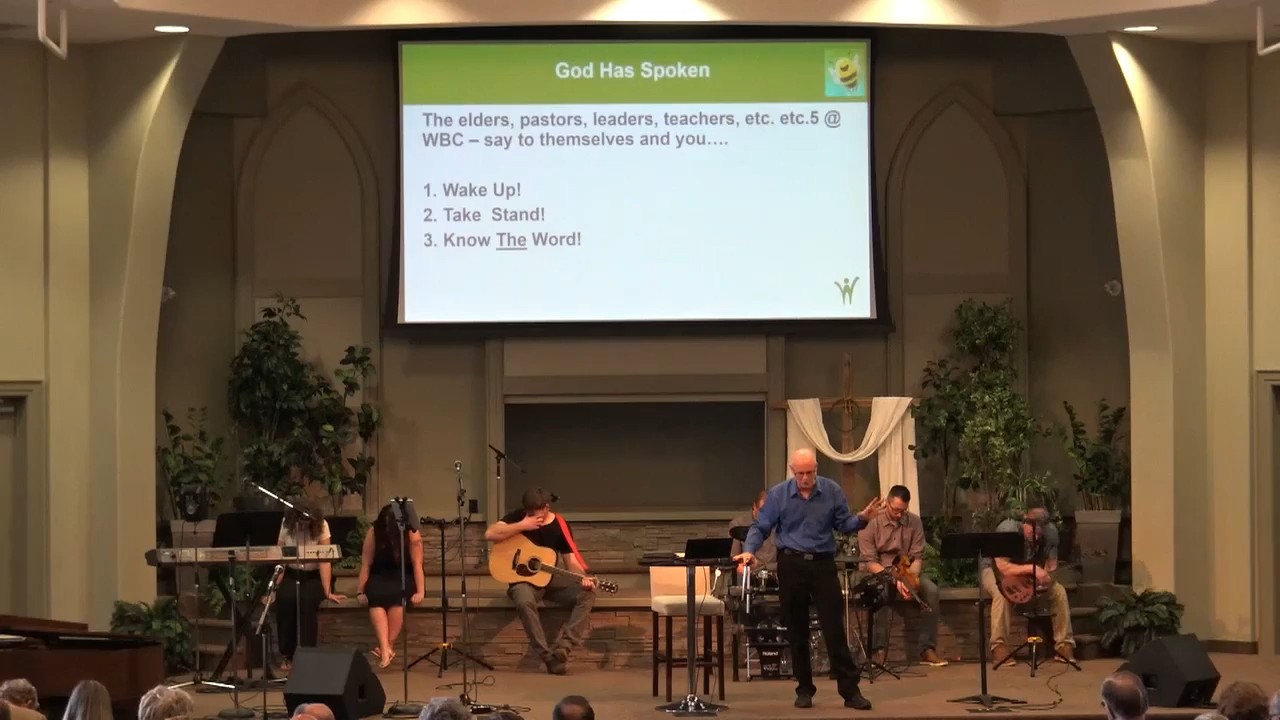 God Has Spoken
The elders, pastors, leaders, teachers, etc. etc.5 @
WBC – say to themselves and you….
1. Wake Up!
2. Take  Stand!
3. Know The Word!
Roland